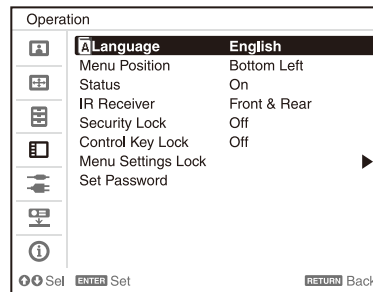 Operation
A Language English
Menu Position Bottom Left
Status On
IR Receiver Front & Rear
Security Lock Off
Control Key Lock Off
Menu Settings Lock
Set Password
Sel ENTER Set RETURN Back